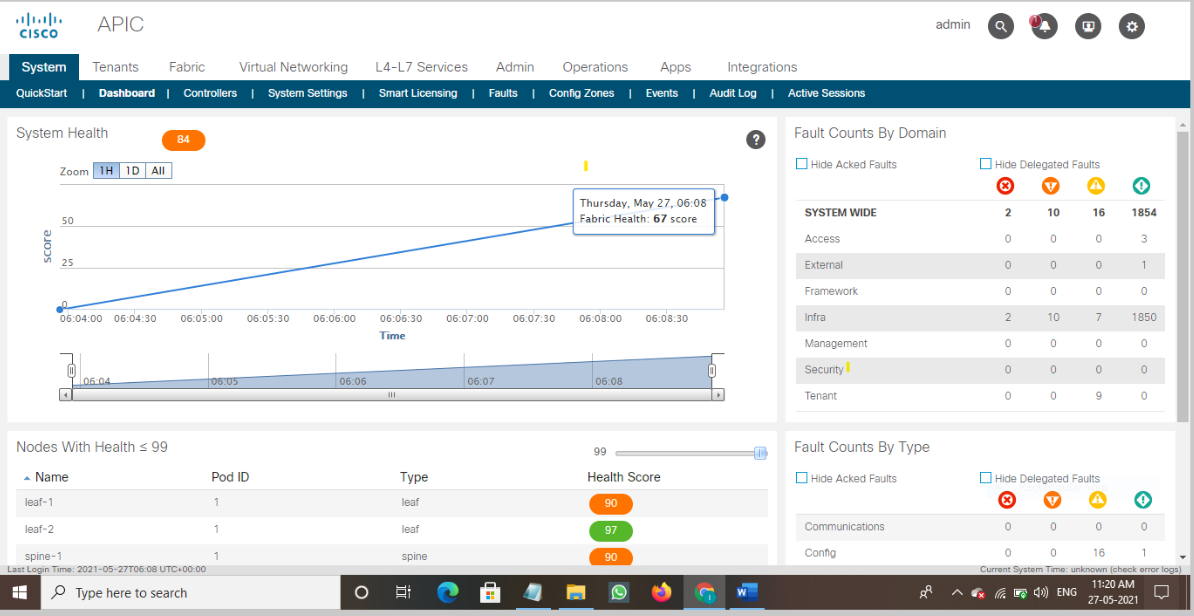 CISCO
APIC
admin
System Tenants Fabric Virtual Networking L4-L7 Services Admin Operations Apps Integrations
QuickStart | Dashboard | Controllers | System Settings | Smart Licensing | Faults | Config Zones | Events | Audit Log | Active Sessions
System Health 84 ?
Zoom 1H 1D All
Thursday, May 27, 06:08
Fabric Health: 67 score
score
50
25
0
06:04:00 06:04:30 06:05:00 06:05:30 06:06:00 06:06:30 06:07:00 06:07:30 06:08:00 06:08:30
Time
06:04 06:05 06:06 06:07 06:08
Fault Counts By Domain
Hide Acked Faults Hide Delegated Faults
SYSTEM WIDE 2 10 16 1854
Access 0 0 0 3
External 0 0 0 1
Framework 0 0 0 0
Infra 2 10 7 1850
Management 0 0 0 0
Security 0 0 0 0
Tenant 0 0 9 0
Nodes With Health ≤ 99
99
Name Pod ID Type Health Score
leaf-1 1 leaf 90
leaf-2 1 leaf 97
spine-1 1 spine 90
Fault Counts By Type
Hide Acked Faults Hide Delegated Faults
Communications 0 0 0 0
Config 0 0 16 1
Last Login Time: 2021-05-27T06:08 UTC+00:00
Current System Time: unknown (check error logs)
Type here to search
ENG
11:20 AM
27-05-2021